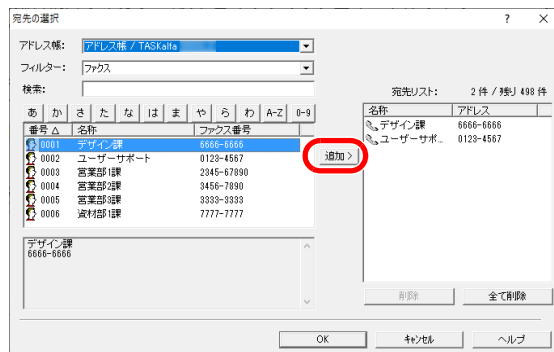 宛先の選択
アドレス帳: アドレス帳 / TASKalfa
フィルター: ファクス
検索:
宛先リスト: 2 件 / 残り 498 件
あ か さ た な は ま や ら わ A-Z 0-9
番号 名称 ファクス番号
0001 デザイン課 6666-6666
0002 ユーザーサポート 0123-4567
0003 営業部1課 2345-67890
0004 営業部2課 3456-7890
0005 営業部3課 3333-3333
0006 資材部1課 7777-7777
追加 >
名称 アドレス
デザイン課 6666-6666
ユーザーサポ... 0123-4567
デザイン課
6666-6666
削除 全て削除
OK キャンセル ヘルプ